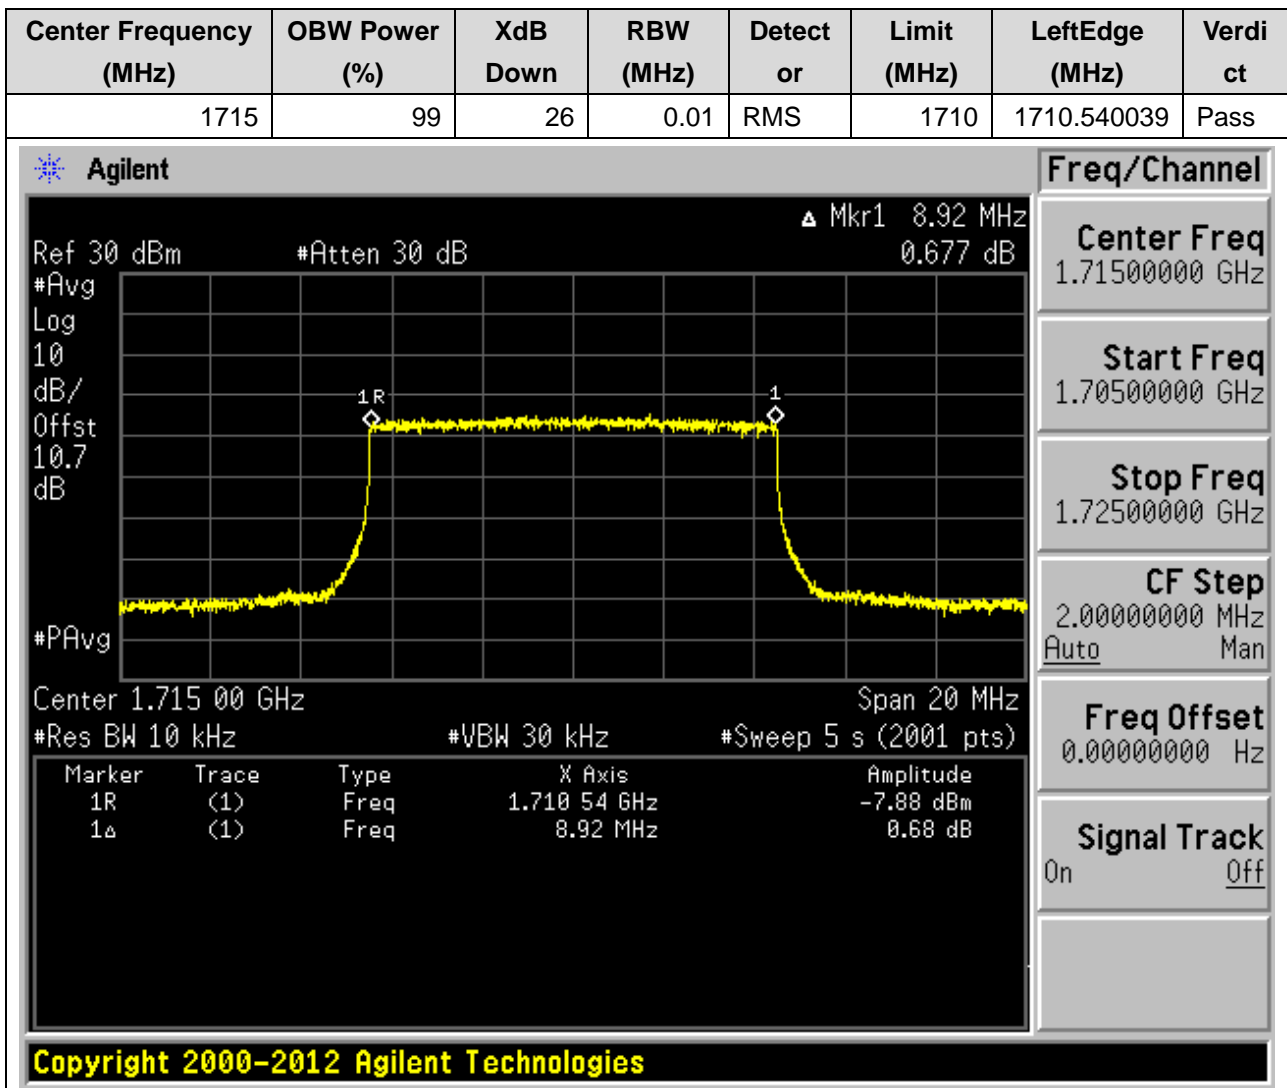 Center Frequency (MHz) OBW Power (%) XdB Down RBW (MHz) Detect or Limit (MHz) LeftEdge (MHz) Verdi ct
1715 99 26 0.01 RMS 1710 1710.540039 Pass
Agilent
Freq/Channel
Δ Mkr1 8.92 MHz
Ref 30 dBm #Atten 30 dB 0.677 dB
#Avg
Log
10
dB/
Offst
10.7
dB
#PAvg
1R
1
Center 1.715 00 GHz Span 20 MHz
#Res BW 10 kHz #VBW 30 kHz #Sweep 5 s (2001 pts)
Marker Trace Type X Axis Amplitude
1R (1) Freq 1.710 54 GHz -7.88 dBm
1Δ (1) Freq 8.92 MHz 0.68 dB
Center Freq
1.71500000 GHz
Start Freq
1.70500000 GHz
Stop Freq
1.72500000 GHz
CF Step
2.00000000 MHz
Auto Man
Freq Offset
0.00000000 Hz
Signal Track
On Off
Copyright 2000-2012 Agilent Technologies